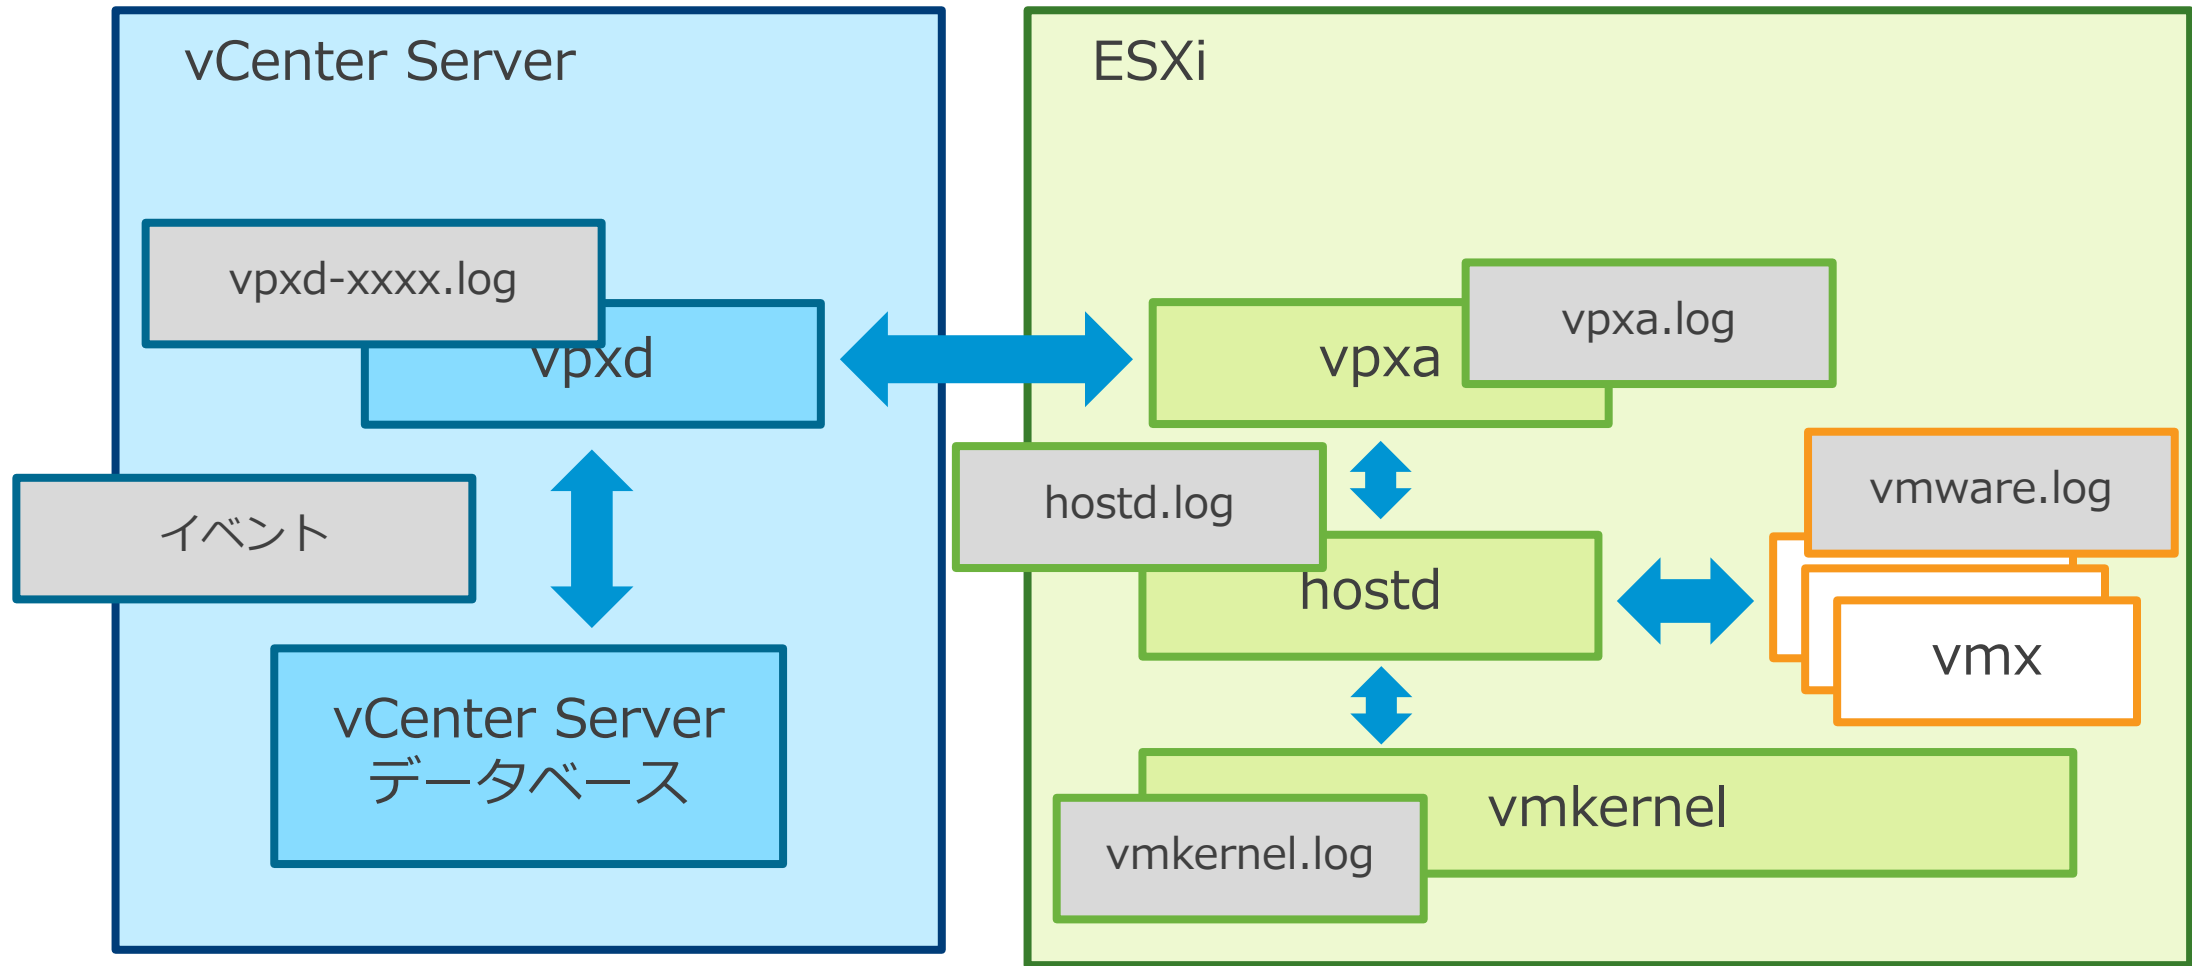 vCenter Server
vpxd-xxxx.log
vpxd
イベント
vCenter Server
データベース
ESXi
vpxa.log
vpxa
hostd.log
vmware.log
hostd
vmx
vmkernel
vmkernel.log